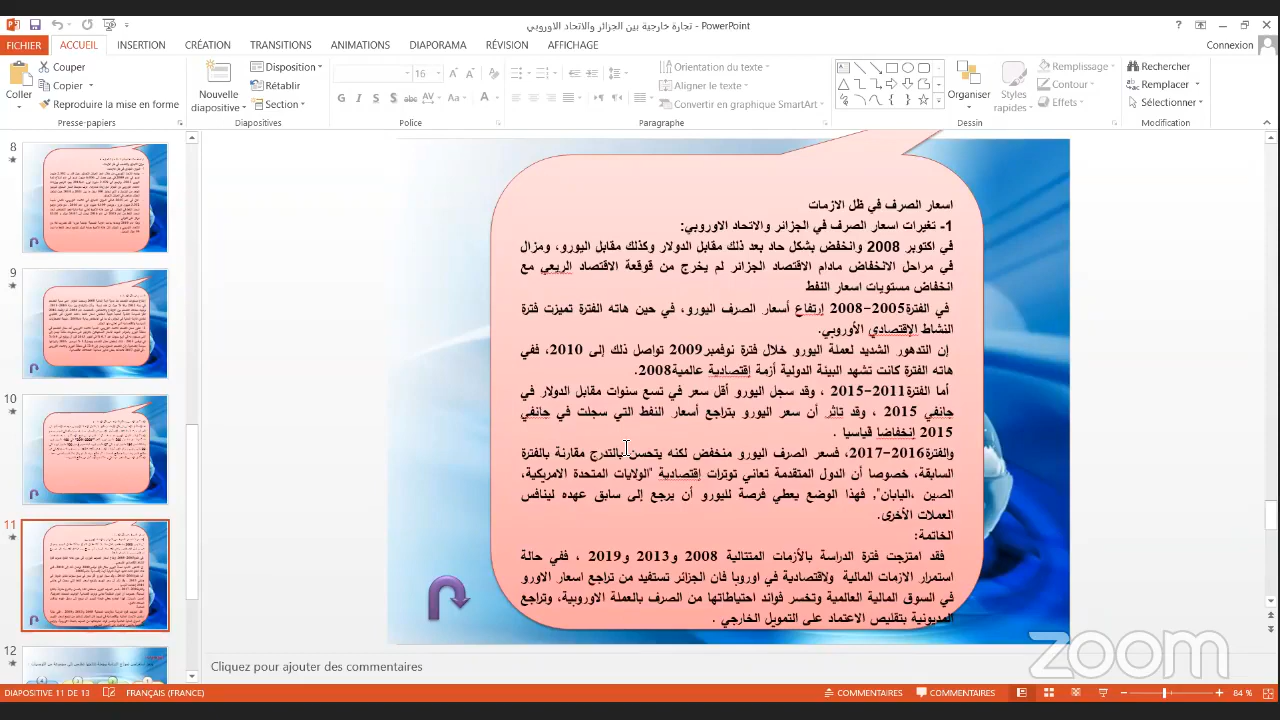 تجارة خارجية بين الجزائر والاتحاد الاوروبي - PowerPoint
FICHIER ACCUEIL INSERTION CRÉATION TRANSITIONS ANIMATIONS DIAPORAMA RÉVISION AFFICHAGE Connexion
Coller
Couper
Copier
Reproduire la mise en forme
Presse-papiers
Nouvelle diapositive
Disposition
Rétablir
Section
Diapositives
16
G I S S abc AV Aa A
Police
Orientation du texte
Aligner le texte
Convertir en graphique SmartArt
Paragraphe
Organiser
Styles rapides
Remplissage
Contour
Effets
Dessin
Rechercher
Remplacer
Sélectionner
Modification
8
9
10
11
12
اسعار الصرف في ظل الازمات
1- تغيرات اسعار الصرف في الجزائر والاتحاد الاوروبي:
في اكتوبر 2008 وانخفض بشكل حاد بعد ذلك مقابل الدولار وكذلك مقابل اليورو، ومزال
في مراحل الانخفاض مادام الاقتصاد الجزائر لم يخرج من قوقعة الاقتصاد الريعي مع
انخفاض مستويات اسعار النفط
في الفترة2005-2008 إرتفاع أسعار الصرف اليورو، في حين هاته الفترة تميزت فترة
النشاط الإقتصادي الأوروبي.
إن التدهور الشديد لعملة اليورو خلال فترة نوفمبر2009 تواصل ذلك إلى 2010، ففي
هاته الفترة كانت تشهد البيئة الدولية أزمة إقتصادية عالمية2008.
أما الفترة2011-2015 ، وقد سجل اليورو أقل سعر في تسع سنوات مقابل الدولار في
جانفي 2015 ، وقد تاثر أن سعر اليورو بتراجع أسعار النفط التي سجلت في جانفي
2015 إنخفاضا قياسيا .
والفترة2016-2017، فسعر الصرف اليورو منخفض لكنه يتحسن بالتدرج مقارنة بالفترة
السابقة، خصوصا أن الدول المتقدمة تعاني توترات إقتصادية "الولايات المتحدة الامريكية،
الصين ،اليابان". فهذا الوضع يعطي فرصة لليورو أن يرجع إلى سابق عهده لينافس
العملات الأخرى.
الخاتمة:
فقد امتزجت فترة الدراسة بالأزمات المتتالية 2008 و2013 و2019 ، ففي حالة
استمرار الازمات المالية والاقتصادية في اوروبا فان الجزائر تستفيد من تراجع اسعار الاورو
في السوق المالية العالمية وتخسر فوائد احتياطاتها من الصرف بالعملة الاوروبية، وتراجع
المديونية بتقليص الاعتماد على التمويل الخارجي .
zoom
Cliquez pour ajouter des commentaires
DIAPOSITIVE 11 DE 13 FRANÇAIS (FRANCE) COMMENTAIRES COMMENTAIRES 84 %